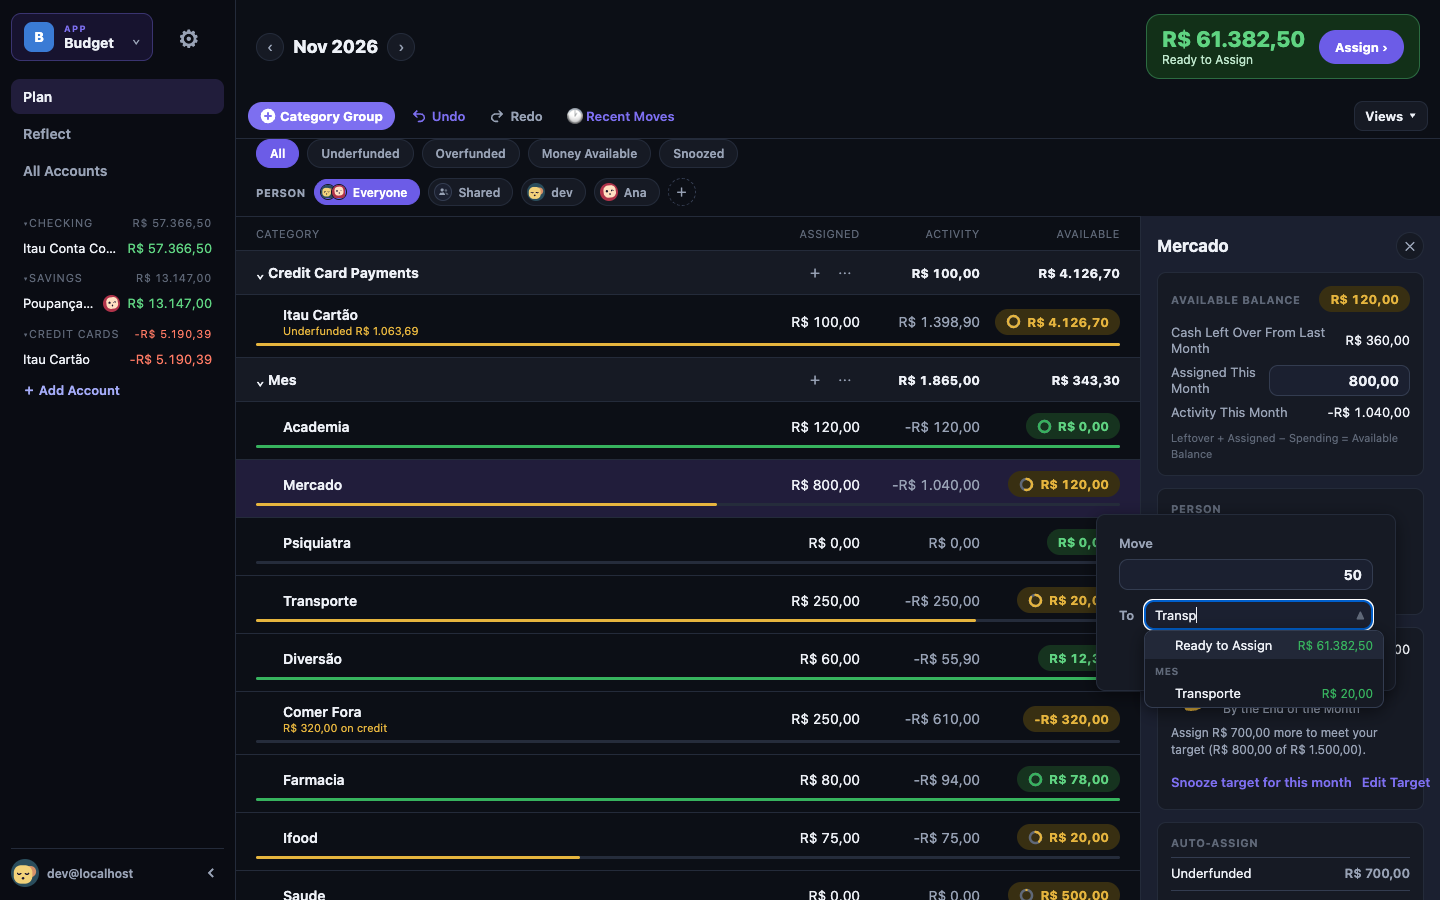 B
APP
Budget
Plan
Reflect
All Accounts
CHECKING R$ 57.366,50
Itau Conta Co... R$ 57.366,50
SAVINGS R$ 13.147,00
Poupança... R$ 13.147,00
CREDIT CARDS -R$ 5.190,39
Itau Cartão -R$ 5.190,39
+ Add Account
dev@localhost
Nov 2026
R$ 61.382,50
Ready to Assign
Assign ›
Category Group Undo Redo Recent Moves
Views
All Underfunded Overfunded Money Available Snoozed
PERSON Everyone Shared dev Ana +
CATEGORY ASSIGNED ACTIVITY AVAILABLE
Credit Card Payments + ... R$ 100,00 R$ 4.126,70
Itau Cartão R$ 100,00 R$ 1.398,90 R$ 4.126,70
Underfunded R$ 1.063,69
Mes + ... R$ 1.865,00 R$ 343,30
Academia R$ 120,00 -R$ 120,00 R$ 0,00
Mercado R$ 800,00 -R$ 1.040,00 R$ 120,00
Psiquiatra R$ 0,00 R$ 0,00 R$ 0,0
Transporte R$ 250,00 -R$ 250,00 R$ 20,0
Diversão R$ 60,00 -R$ 55,90 R$ 12,3
Comer Fora R$ 250,00 -R$ 610,00 -R$ 320,00
R$ 320,00 on credit
Farmacia R$ 80,00 -R$ 94,00 R$ 78,00
Ifood R$ 75,00 -R$ 75,00 R$ 20,00
Saude R$ 0,00 R$ 0,00 R$ 500,00
Mercado
AVAILABLE BALANCE R$ 120,00
Cash Left Over From Last Month R$ 360,00
Assigned This Month 800,00
Activity This Month -R$ 1.040,00
Leftover + Assigned − Spending = Available
Balance
PERSON
Move
50
To Transp
Ready to Assign R$ 61.382,50
MES
Transporte R$ 20,00
00
By the End of the Month
Assign R$ 700,00 more to meet your
target (R$ 800,00 of R$ 1.500,00).
Snooze target for this month Edit Target
AUTO-ASSIGN
Underfunded R$ 700,00